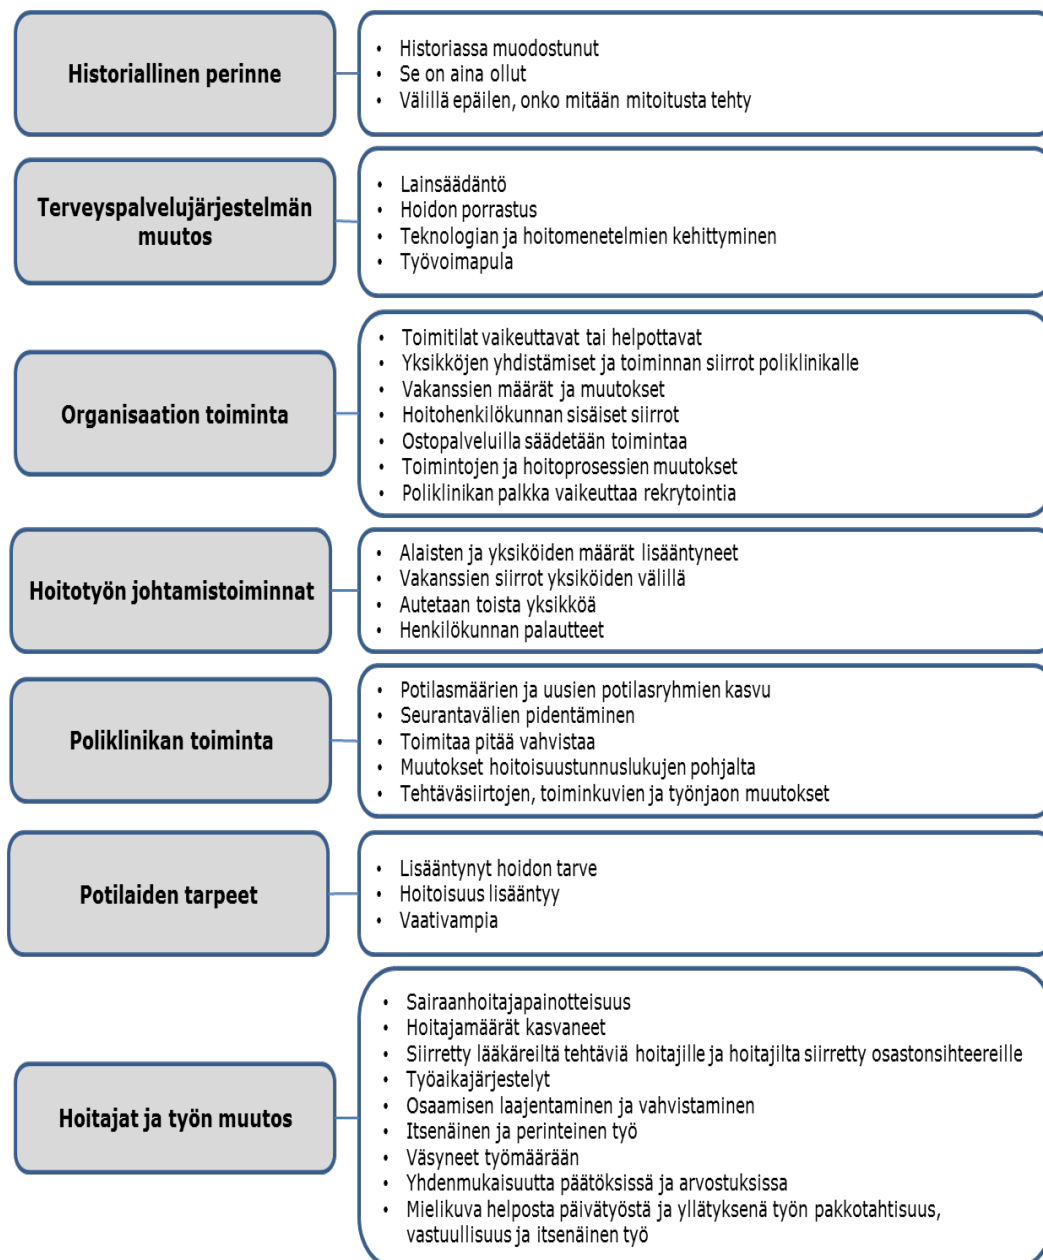 Historiallinen perinne
• Historiassa muodostunut
• Se on aina ollut
• Välillä epäilen, onko mitään mitoitusta tehty
Terveyspalvelujärjestelmän
muutos
• Lainsäädäntö
• Hoidon porrastus
• Teknologian ja hoitomenetelmien kehittyminen
• Työvoimapula
Organisaation toiminta
• Toimitilat vaikeuttavat tai helpottavat
• Yksikköjen yhdistämiset ja toiminnan siirrot poliklinikalle
• Vakanssien määrät ja muutokset
• Hoitohenkilökunnan sisäiset siirrot
• Ostopalveluilla säädetään toimintaa
• Toimintojen ja hoitoprosessien muutokset
• Poliklinikan palkka vaikeuttaa rekrytointia
Hoitotyön johtamistoiminnat
• Alaisten ja yksiköiden määrät lisääntyneet
• Vakanssien siirrot yksiköiden välillä
• Autetaan toista yksikköä
• Henkilökunnan palautteet
Poliklinikan toiminta
• Potilasmäärien ja uusien potilasryhmien kasvu
• Seurantavälien pidentäminen
• Toimitaa pitää vahvistaa
• Muutokset hoitoisuustunnuslukujen pohjalta
• Tehtäväsiirtojen, toiminkuvien ja työnjaon muutokset
Potilaiden tarpeet
• Lisääntynyt hoidon tarve
• Hoitoisuus lisääntyy
• Vaativampia
Hoitajat ja työn muutos
• Sairaanhoitajapainotteisuus
• Hoitajamäärät kasvaneet
• Siirretty lääkäreiltä tehtäviä hoitajille ja hoitajilta siirretty osastonsihteereille
• Työaikajärjestelyt
• Osaamisen laajentaminen ja vahvistaminen
• Itsenäinen ja perinteinen työ
• Väsyneet työmäärään
• Yhdenmukaisuutta päätöksissä ja arvostuksissa
• Mielikuva helposta päivätyöstä ja yllätyksenä työn pakkotahtisuus,
vastuullisuus ja itsenäinen työ